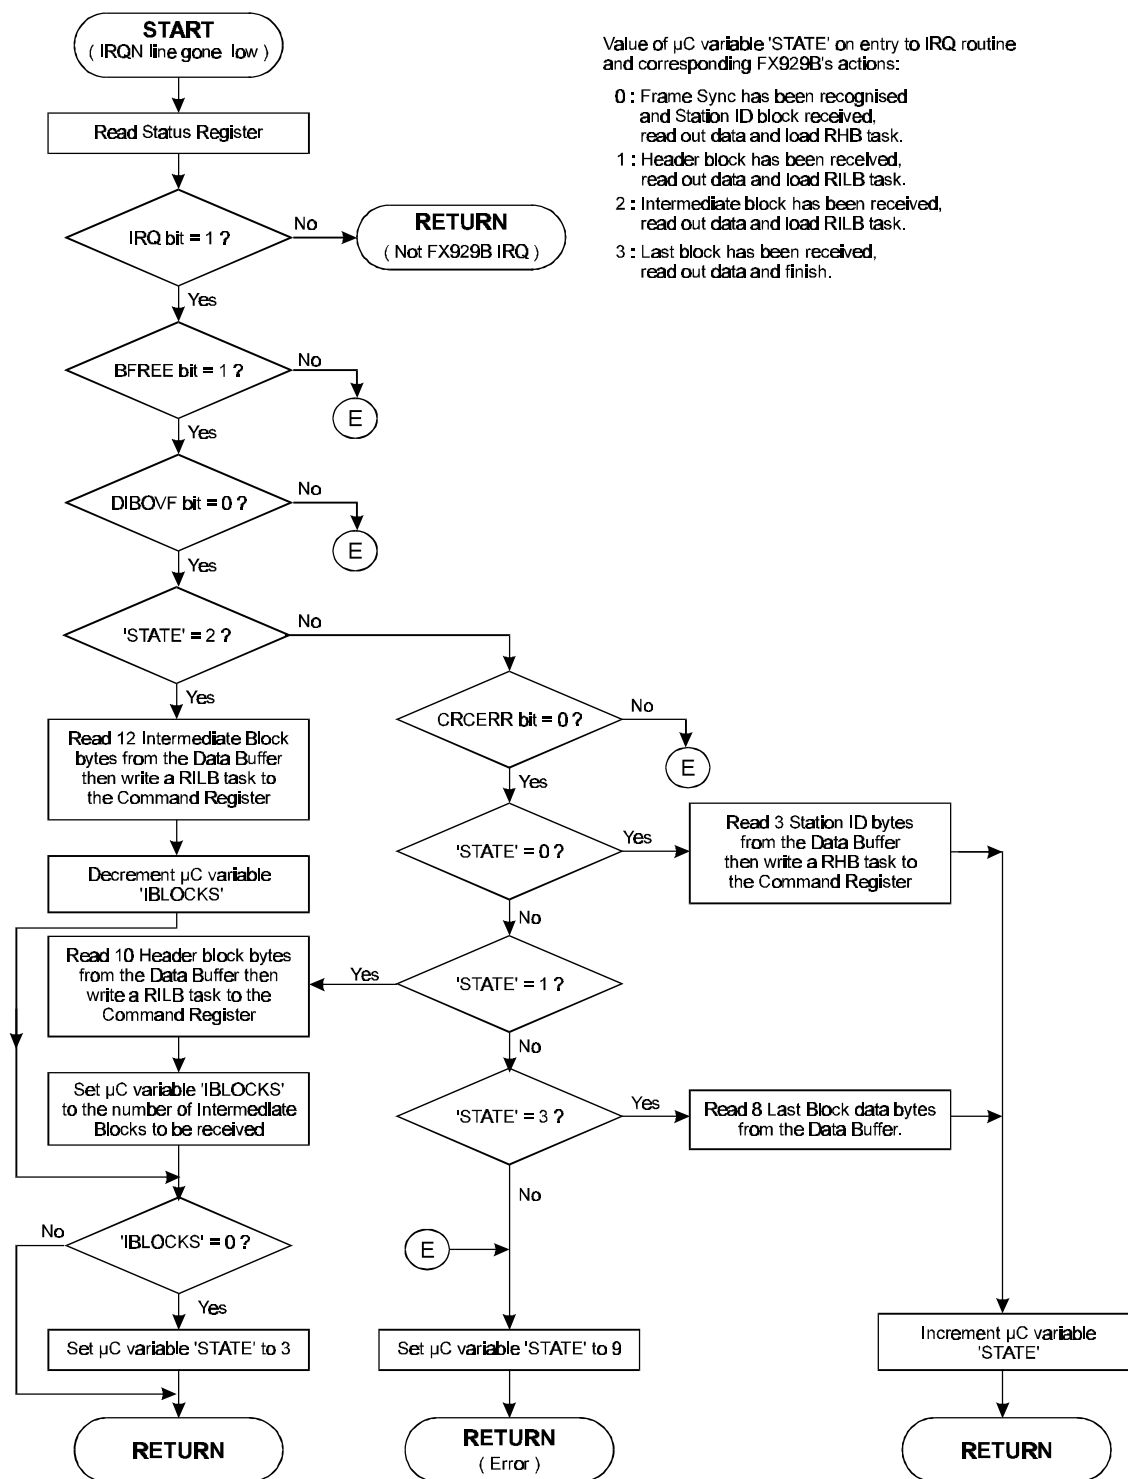 START
( IRQN line gone low )
Value of µC variable 'STATE' on entry to IRQ routine
and corresponding FX929B's actions:
0 : Frame Sync has been recognised
and Station ID block received,
read out data and load RHB task.
1 : Header block has been received,
read out data and load RILB task.
2 : Intermediate block has been received,
read out data and load RILB task.
3 : Last block has been received,
read out data and finish.
Read Status Register
IRQ bit = 1 ?
No
RETURN
(Not FX929B IRQ )
Yes
BFREE bit = 1 ?
No
E
Yes
DIBOVF bit = 0 ?
No
E
Yes
'STATE' = 2 ?
No
Yes
CRCERR bit = 0 ?
No
E
Yes
Read 12 Intermediate Block
bytes from the Data Buffer
then write a RILB task to
the Command Register
'STATE' = 0 ?
Yes
Read 3 Station ID bytes
from the Data Buffer
then write a RHB task to
the Command Register
No
Decrement µC variable
'IBLOCKS'
'STATE' = 1 ?
Yes
Read 10 Header block bytes
from the Data Buffer then
write a RILB task to the
Command Register
No
Set µC variable 'IBLOCKS'
to the number of Intermediate
Blocks to be received
'STATE' = 3 ?
Yes
Read 8 Last Block data bytes
from the Data Buffer.
No
'IBLOCKS' = 0 ?
No
Yes
E
Set µC variable 'STATE' to 3
Set µC variable 'STATE' to 9
Increment µC variable
'STATE'
RETURN
RETURN
( Error )
RETURN